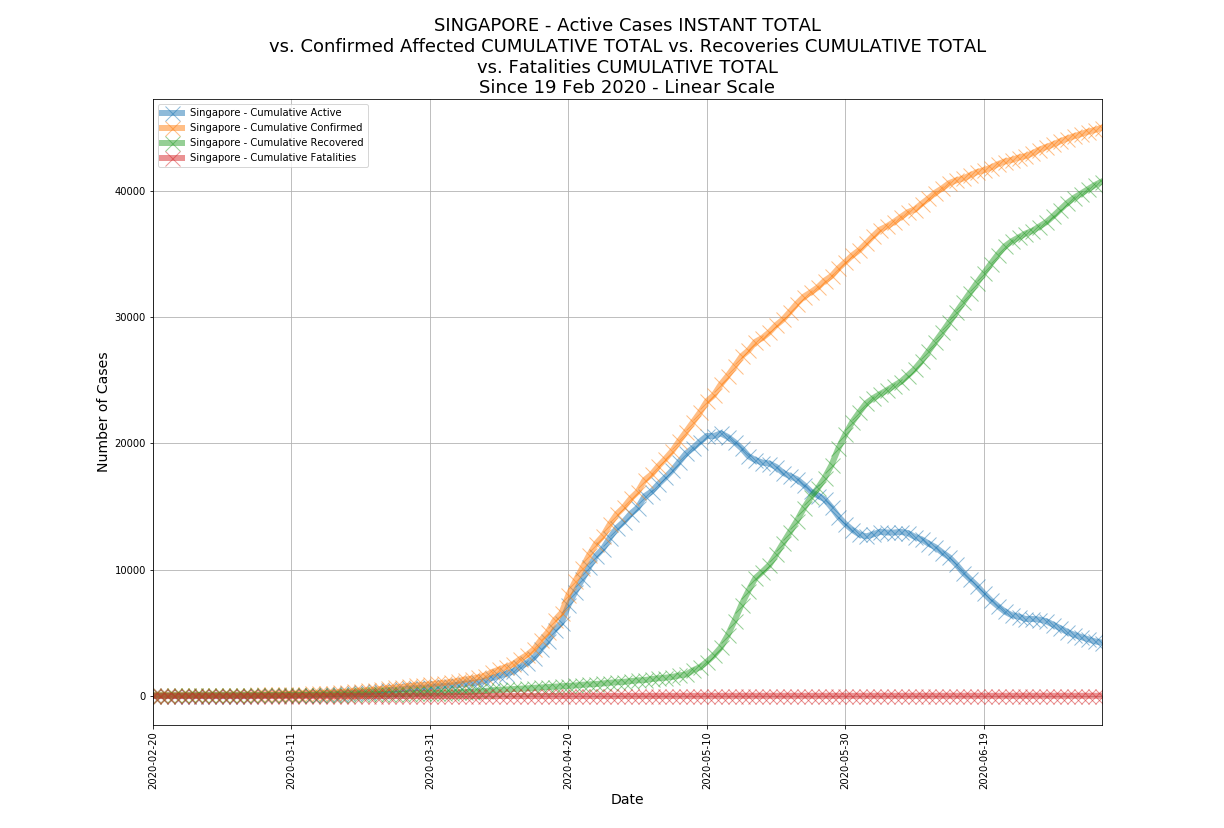 SINGAPORE - Active Cases INSTANT TOTAL
vs. Confirmed Affected CUMULATIVE TOTAL vs. Recoveries CUMULATIVE TOTAL
vs. Fatalities CUMULATIVE TOTAL
Since 19 Feb 2020 - Linear Scale
Singapore - Cumulative Active
Singapore - Cumulative Confirmed
Singapore - Cumulative Recovered
Singapore - Cumulative Fatalities
Number of Cases
40000
30000
20000
10000
0
2020-02-20
2020-03-11
2020-03-31
2020-04-20
2020-05-10
2020-05-30
2020-06-19
Date